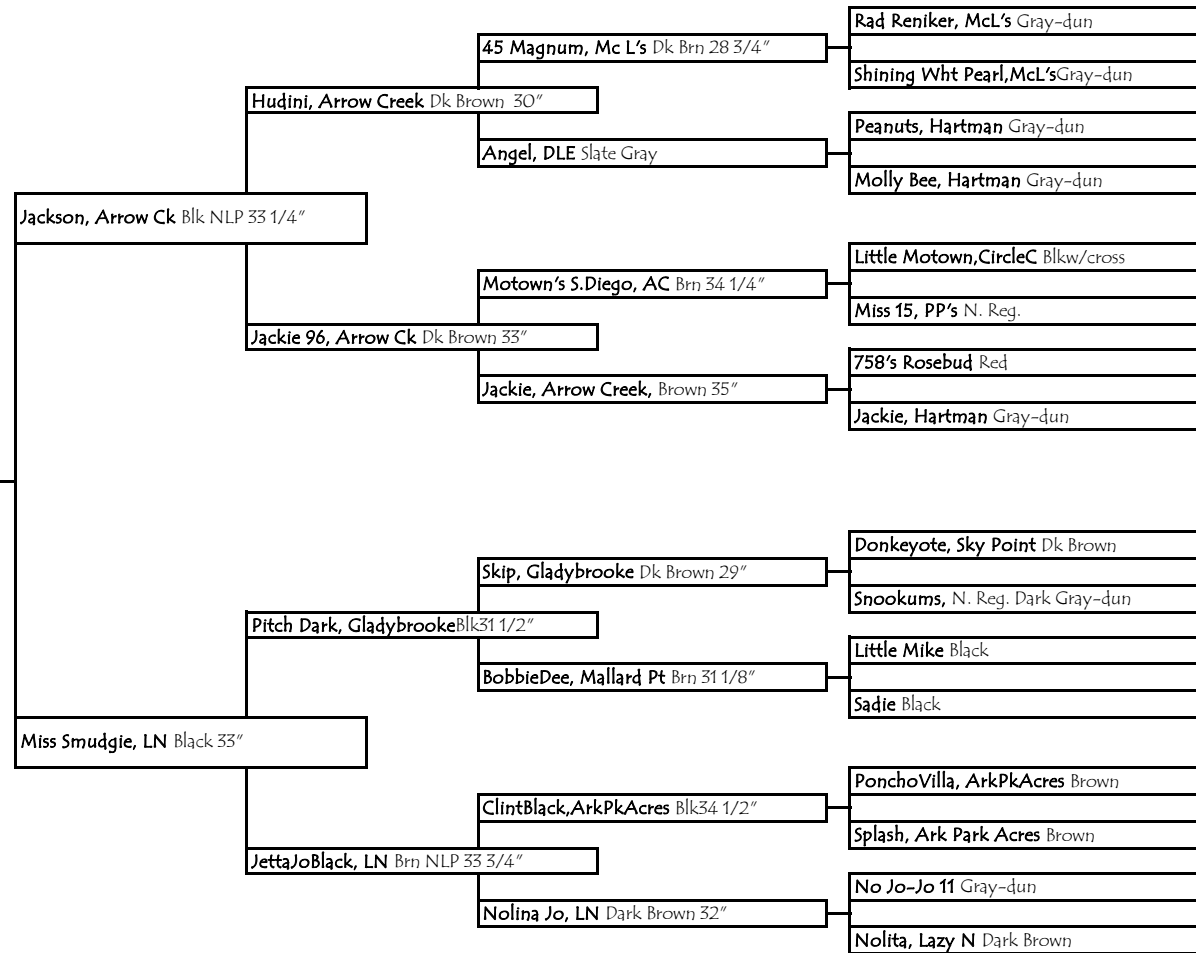 Rad Reniker, McL's Gray-dun
45 Magnum, Mc L's Dk Brn 28 3/4"
Shining Wht Pearl,McL'sGray-dun
Hudini, Arrow Creek Dk Brown 30"
Peanuts, Hartman Gray-dun
Angel, DLE Slate Gray
Molly Bee, Hartman Gray-dun
Jackson, Arrow Ck Blk NLP 33 1/4"
Little Motown,CircleC Blkw/cross
Motown's S.Diego, AC Brn 34 1/4"
Miss 15, PP's N. Reg.
Jackie 96, Arrow Ck Dk Brown 33"
758's Rosebud Red
Jackie, Arrow Creek, Brown 35"
Jackie, Hartman Gray-dun
Donkeyote, Sky Point Dk Brown
Skip, Gladybrooke Dk Brown 29"
Snookums, N. Reg. Dark Gray-dun
Pitch Dark, GladybrookeBlk31 1/2"
Little Mike Black
BobbieDee, Mallard Pt Brn 31 1/8"
Sadie Black
Miss Smudgie, LN Black 33"
PonchoVilla, ArkPkAcres Brown
ClintBlack,ArkPkAcres Blk34 1/2"
Splash, Ark Park Acres Brown
JettaJoBlack, LN Brn NLP 33 3/4"
No Jo-Jo 11 Gray-dun
Nolina Jo, LN Dark Brown 32"
Nolita, Lazy N Dark Brown